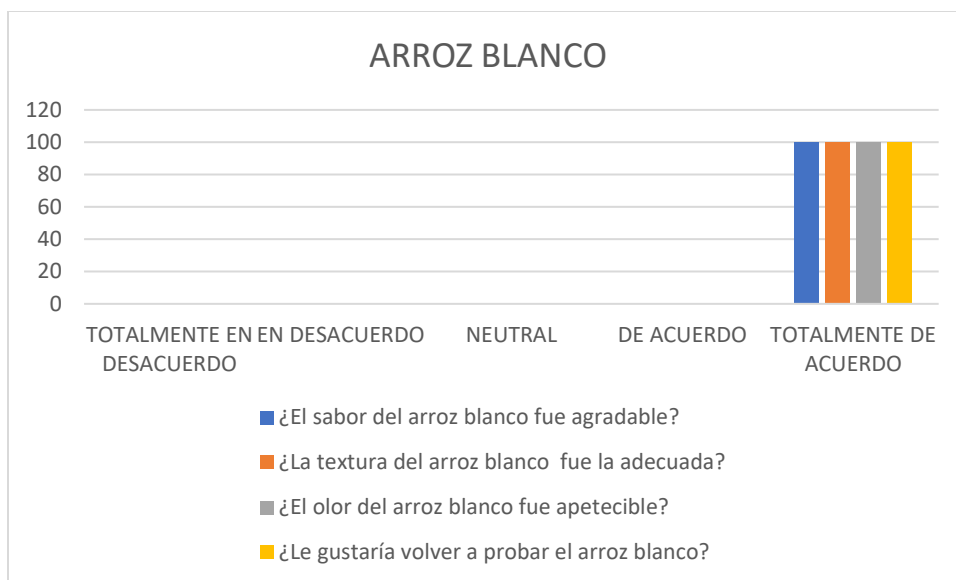 ARROZ BLANCO
120
100
80
60
40
20
0
TOTALMENTE EN DESACUERDO
EN DESACUERDO
NEUTRAL
DE ACUERDO
TOTALMENTE DE ACUERDO
¿El sabor del arroz blanco fue agradable?
¿La textura del arroz blanco  fue la adecuada?
¿El olor del arroz blanco fue apetecible?
¿Le gustaría volver a probar el arroz blanco?